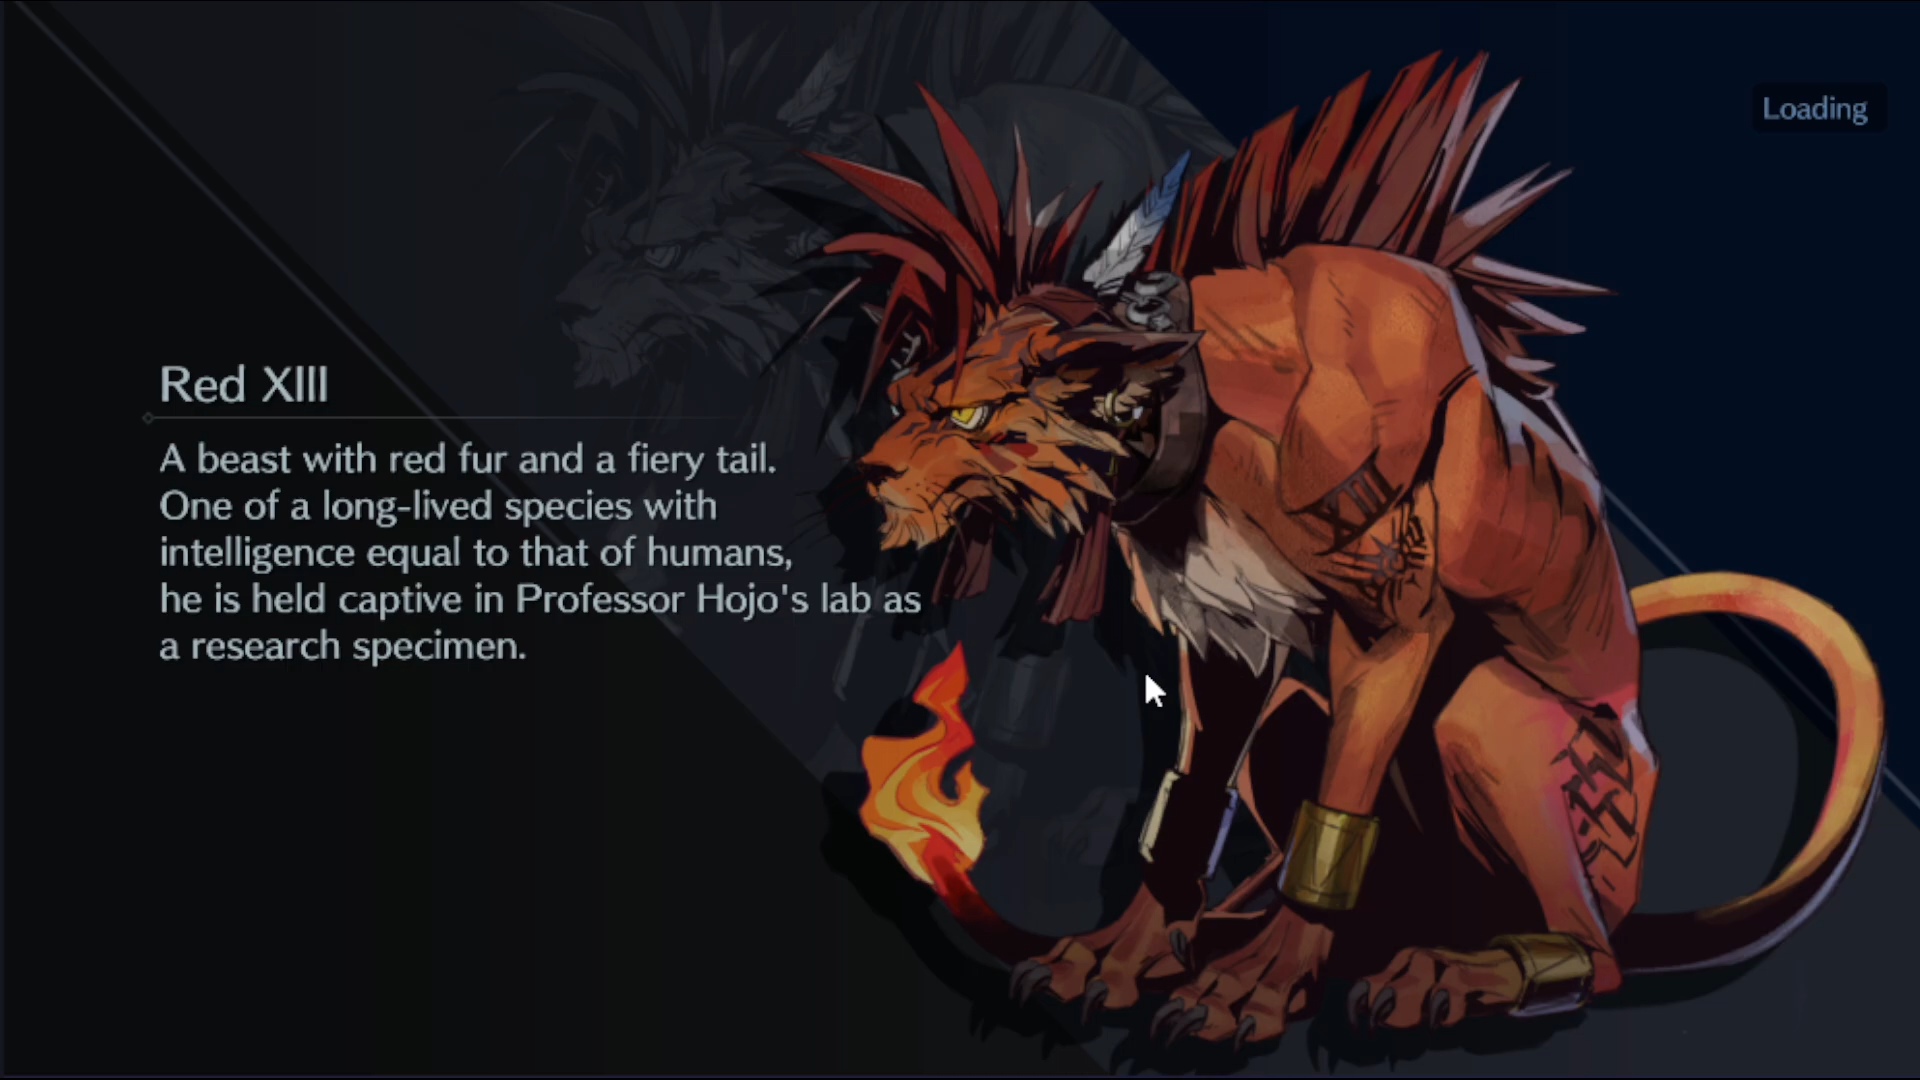 Loading
Red XIII
A beast with red fur and a fiery tail.
One of a long-lived species with
intelligence equal to that of humans,
he is held captive in Professor Hojo's lab as
a research specimen.
XIII